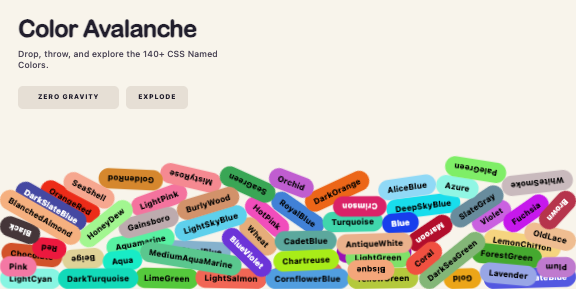 Color Avalanche
Drop, throw, and explore the 140+ CSS Named
Colors.
ZERO GRAVITY
EXPLODE
PaleGreen
GoldenRod
MistyRose
SeaGreen
Orchid
DarkOrange
AliceBlue
Azure
WhiteSmoke
SeaShell
OrangeRed
DarkSlateBlue
BlanchedAlmond
LightPink
BurlyWood
RoyalBlue
Crimson
DeepSkyBlue
SlateGray
Violet
Fuchsia
Brown
Black
HoneyDew
Gainsboro
LightSkyBlue
HotPink
Turquoise
Blue
Maroon
OldLace
Red
Beige
Aquamarine
Wheat
CadetBlue
AntiqueWhite
LemonChiffon
Aqua
MediumAquaMarine
BlueViolet
Chartreuse
LightGreen
Bisque
Coral
DarkSeaGreen
ForestGreen
Plum
Pink
LightCyan
DarkTurquoise
LimeGreen
LightSalmon
CornflowerBlue
Gold
Lavender